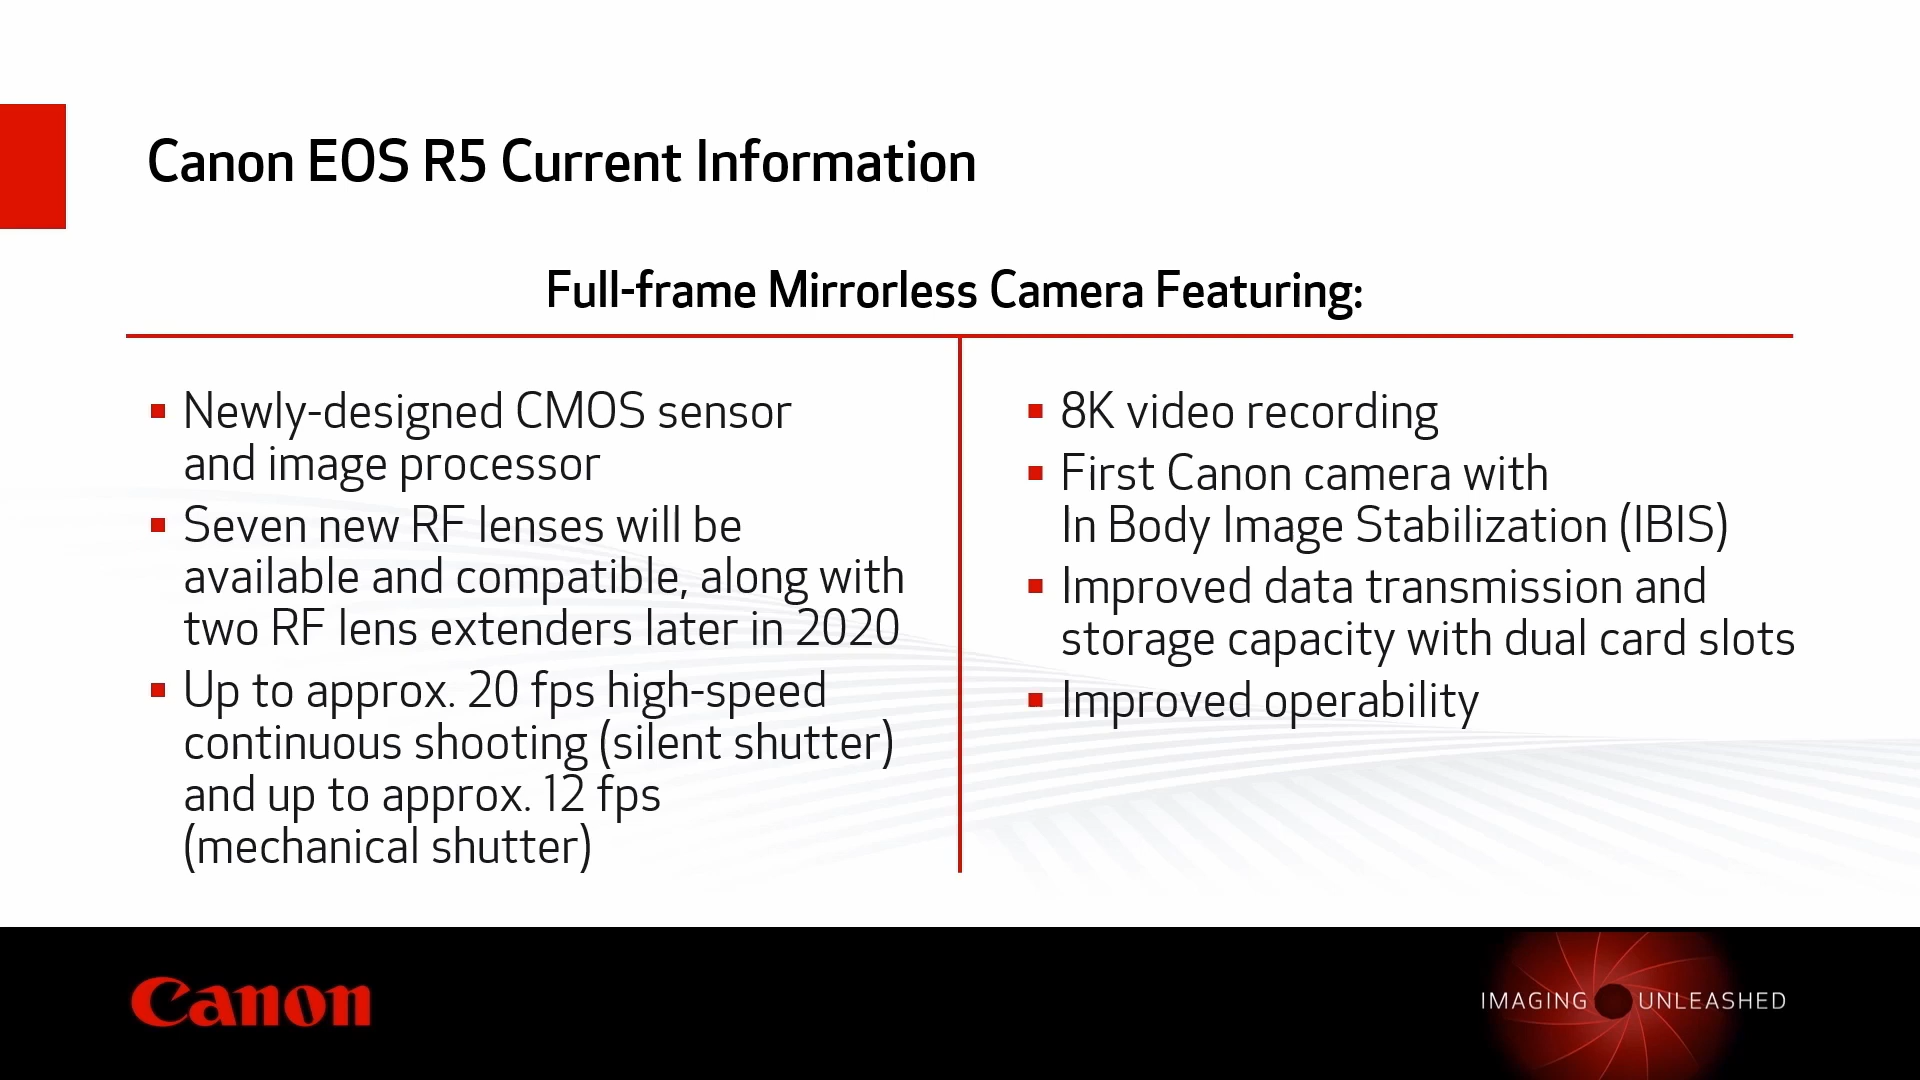 Canon EOS R5 Current Information
Full-frame Mirrorless Camera Featuring:
Newly-designed CMOS sensor
and image processor
Seven new RF lenses will be
available and compatible, along with
two RF lens extenders later in 2020
Up to approx. 20 fps high-speed
continuous shooting (silent shutter)
and up to approx. 12 fps
(mechanical shutter)
8K video recording
First Canon camera with
In Body Image Stabilization (IBIS)
Improved data transmission and
storage capacity with dual card slots
Improved operability
Canon
IMAGING UNLEASHED